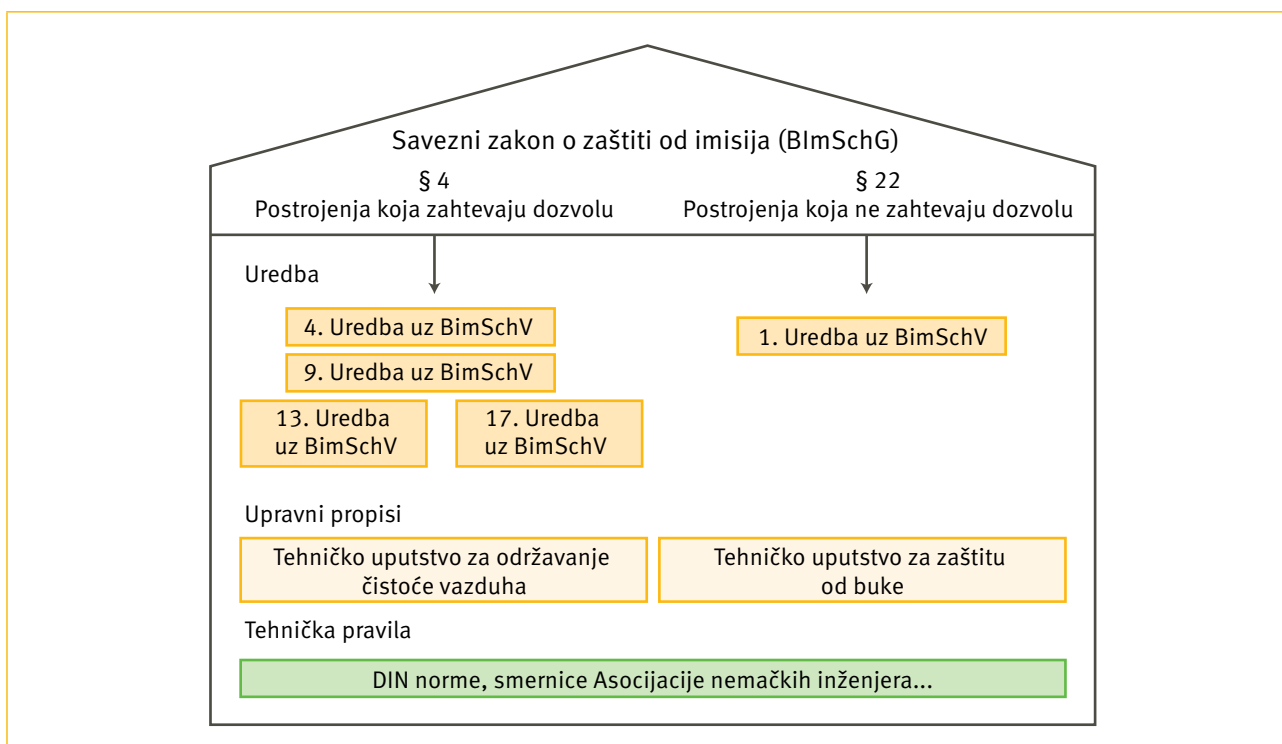 Savezni zakon o zaštiti od imisija (BImSchG)
§ 4
Postrojenja koja zahtevaju dozvolu
§ 22
Postrojenja koja ne zahtevaju dozvolu
Uredba
4. Uredba uz BimSchV
9. Uredba uz BimSchV
13. Uredba
uz BimSchV
17. Uredba
uz BimSchV
1. Uredba uz BimSchV
Upravni propisi
Tehničko uputstvo za održavanje
čistoće vazduha
Tehničko uputstvo za zaštitu
od buke
Tehnička pravila
DIN norme, smernice Asocijacije nemačkih inženjera...